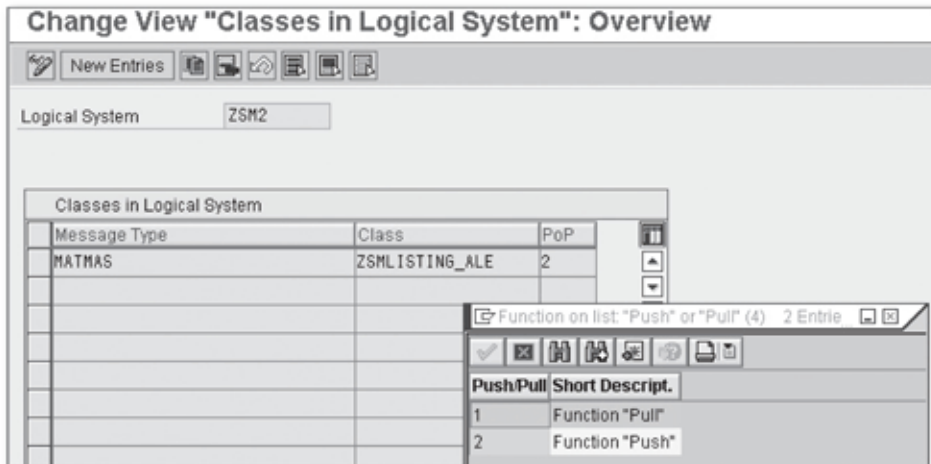 Change View "Classes in Logical System": Overview
New Entries
Logical System ZSM2
Classes in Logical System
Message Type Class PoP
MATMAS ZSMLISTING_ALE 2
Function on list: "Push" or "Pull" (4) 2 Entrie
Push/Pull Short Descript.
1 Function "Pull"
2 Function "Push"